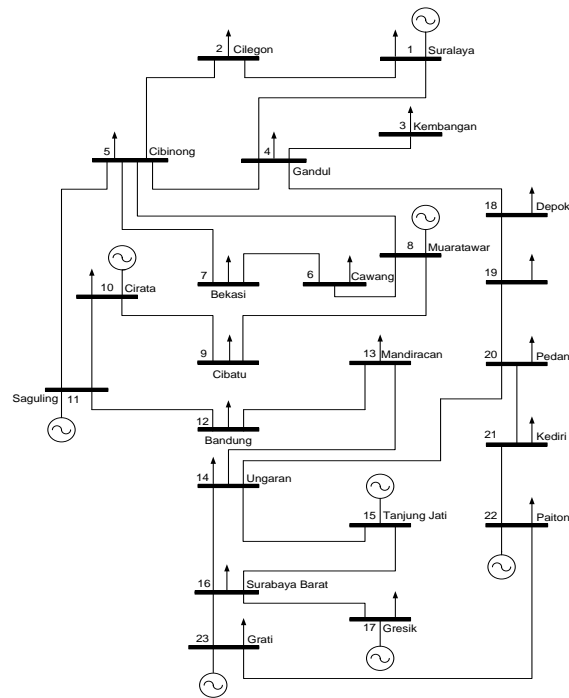 2 Cilegon
1 Suralaya
3 Kembangan
5 Cibinong
4
Gandul
18 Depok
8 Muaratawar
19
10 Cirata
7
Bekasi
6 Cawang
9
Cibatu
13 Mandiracan
20 Pedan
Saguling 11
12
Bandung
21 Kediri
14 Ungaran
15 Tanjung Jati
22 Paiton
16 Surabaya Barat
17 Gresik
23 Grati